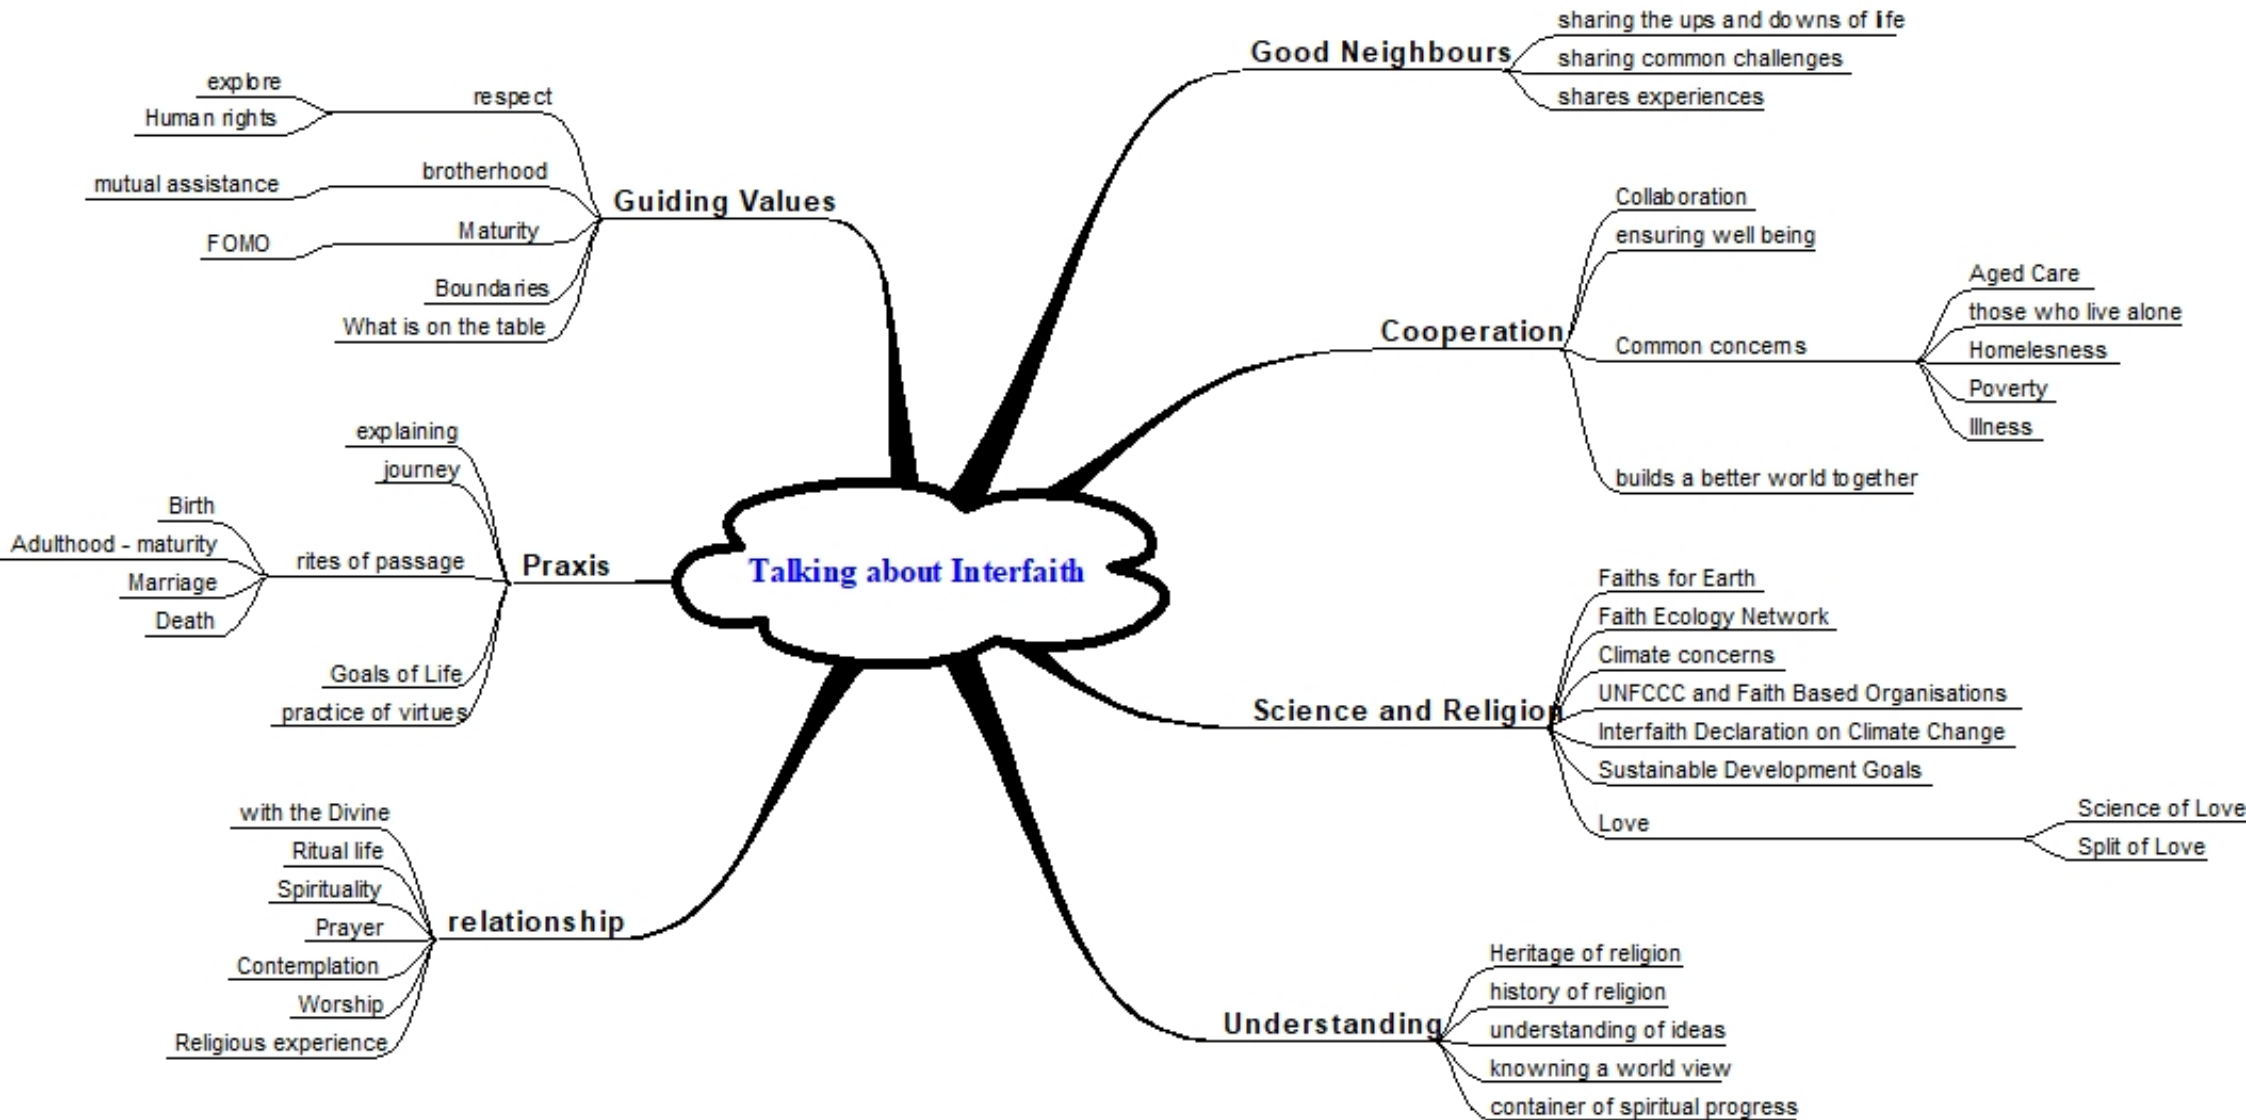 Talking about Interfaith
Good Neighbours
sharing the ups and downs of life
sharing common challenges
shares experiences
Cooperation
Collaboration
ensuring well being
Common concerns
Aged Care
those who live alone
Homelesness
Poverty
Illness
builds a better world together
Science and Religion
Faiths for Earth
Faith Ecology Network
Climate concerns
UNFCCC and Faith Based Organisations
Interfaith Declaration on Climate Change
Sustainable Development Goals
Love
Science of Love
Split of Love
Understanding
Heritage of religion
history of religion
understanding of ideas
knowning a world view
container of spiritual progress
Guiding Values
respect
explore
Human rights
brotherhood
mutual assistance
Maturity
FOMO
Boundaries
What is on the table
Praxis
explaining
journey
rites of passage
Birth
Adulthood - maturity
Marriage
Death
Goals of Life
practice of virtues
relationship
with the Divine
Ritual life
Spirituality
Prayer
Contemplation
Worship
Religious experience